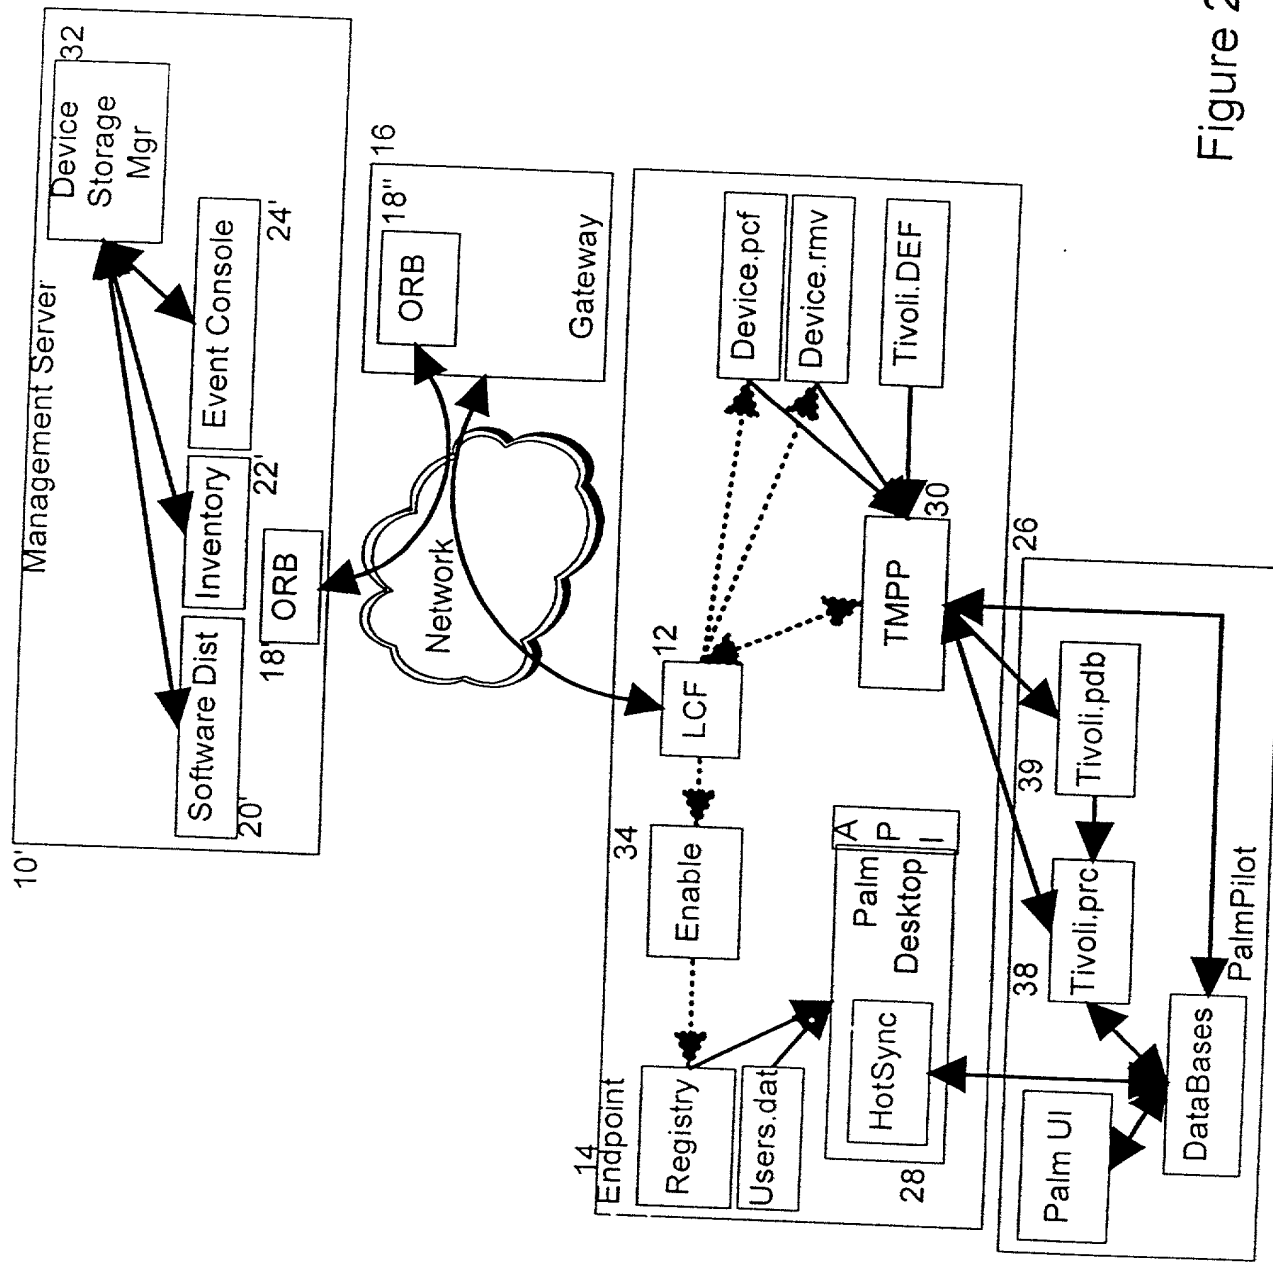 10'
Management Server
32
Device
Storage
Mgr
Software Dist
20'
Inventory
22'
Event Console
24'
18'
ORB
16
18"
ORB
Gateway
Network
14
Endpoint
34
12
Registry
Enable
LCF
Users.dat
Device.pcf
Device.rmv
Tivoli.DEF
28
HotSync
Palm
Desktop
A
P
I
TMPP
30
26
38
39
Palm UI
Tivoli.prc
Tivoli.pdb
DataBases
PalmPilot
Figure 2